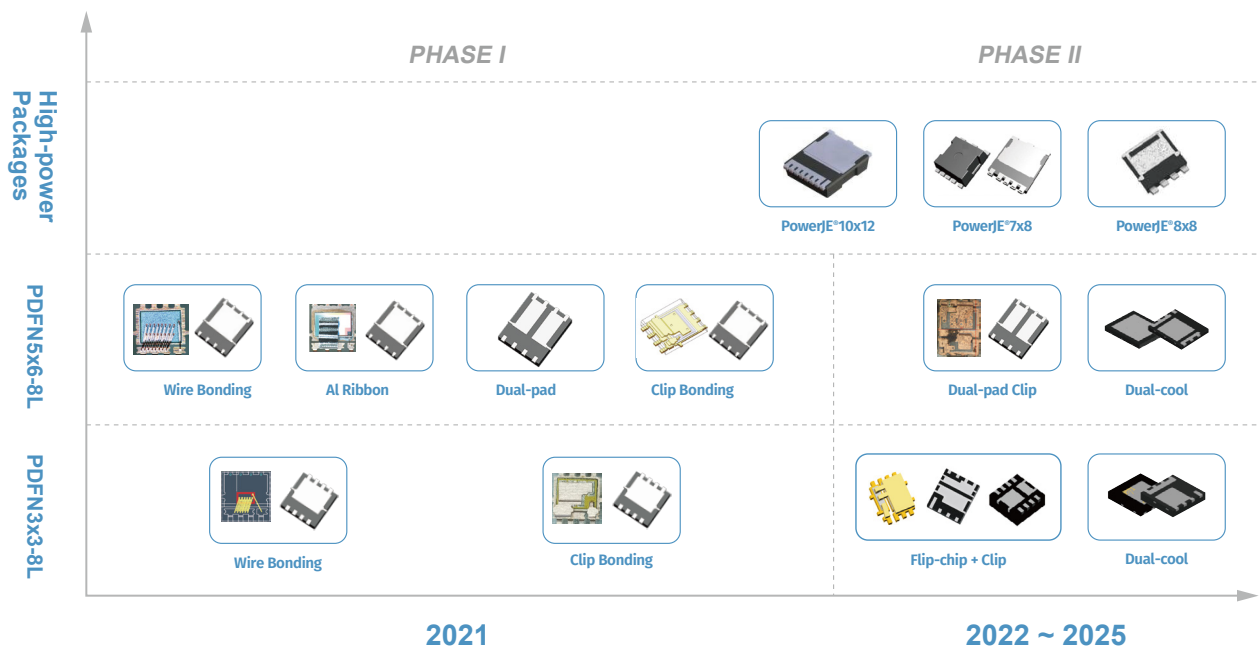 PHASE I
PHASE II
High-power
Packages
PowerJE®10x12
PowerJE®7x8
PowerJE®8x8
PDFN5x6-8L
Wire Bonding
Al Ribbon
Dual-pad
Clip Bonding
Dual-pad Clip
Dual-cool
PDFN3x3-8L
Wire Bonding
Clip Bonding
Flip-chip + Clip
Dual-cool
2021
2022 ~ 2025